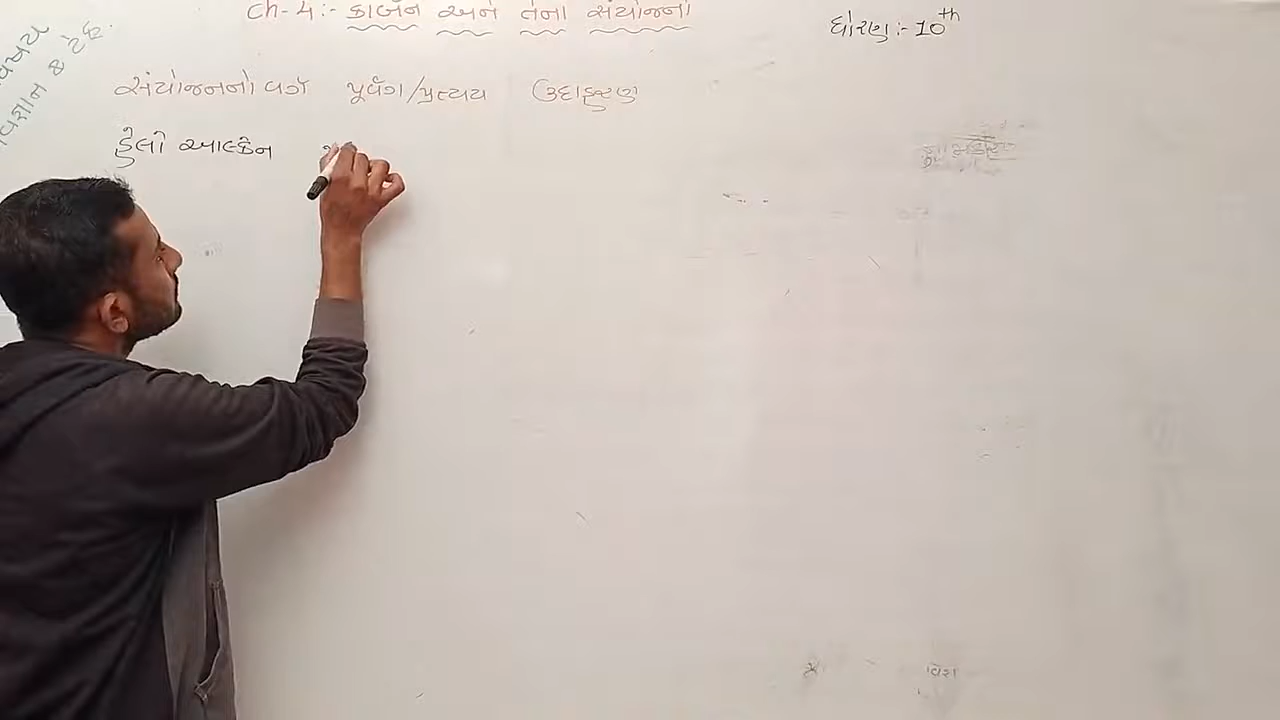 Ch-4:- કાર્બન અને તેના સંયોજનો
ધોરણ:- 10th
વિજ્ઞાન &
સંયોજનનો વર્ગ પૂર્વગ/પ્રત્યય ઉદાહરણ
હેલો આલ્કેન